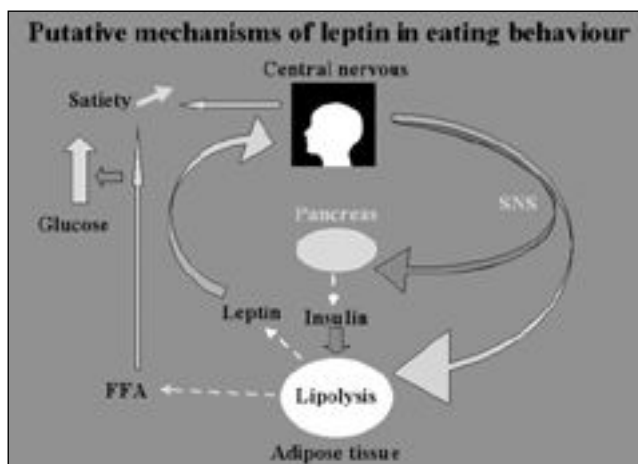 Putative mechanisms of leptin in eating behaviour
Central nervous
Satiety
SNS
Pancreas
Glucose
Leptin
Insulin
FFA
Lipolysis
Adipose tissue